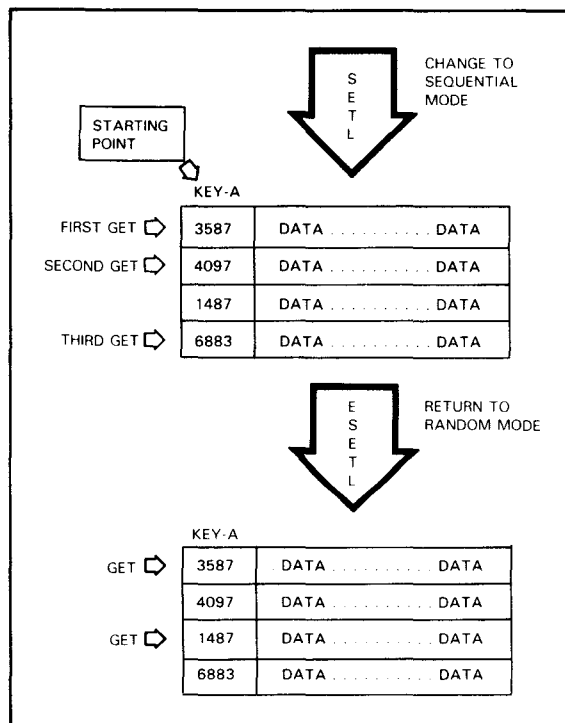 SETL
CHANGE TO
SEQUENTIAL
MODE
STARTING
POINT
KEY-A
FIRST GET 3587 DATA . . . . . . . . . . DATA
SECOND GET 4097 DATA . . . . . . . . . . DATA
1487 DATA . . . . . . . . . . DATA
THIRD GET 6883 DATA . . . . . . . . . . DATA
ESETL
RETURN TO
RANDOM MODE
KEY-A
GET 3587 DATA . . . . . . . . . . DATA
4097 DATA . . . . . . . . . . DATA
GET 1487 DATA . . . . . . . . . . DATA
6883 DATA . . . . . . . . . . DATA